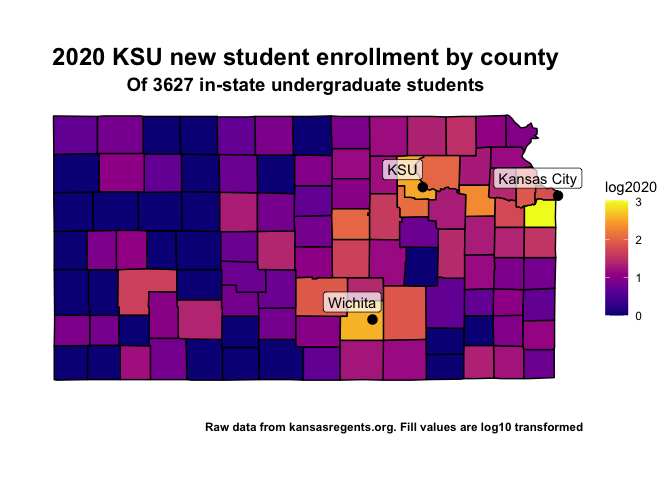 2020 KSU new student enrollment by county
Of 3627 in-state undergraduate students
KSU
Kansas City
Wichita
log2020
3
2
1
0
Raw data from kansasregents.org. Fill values are log10 transformed